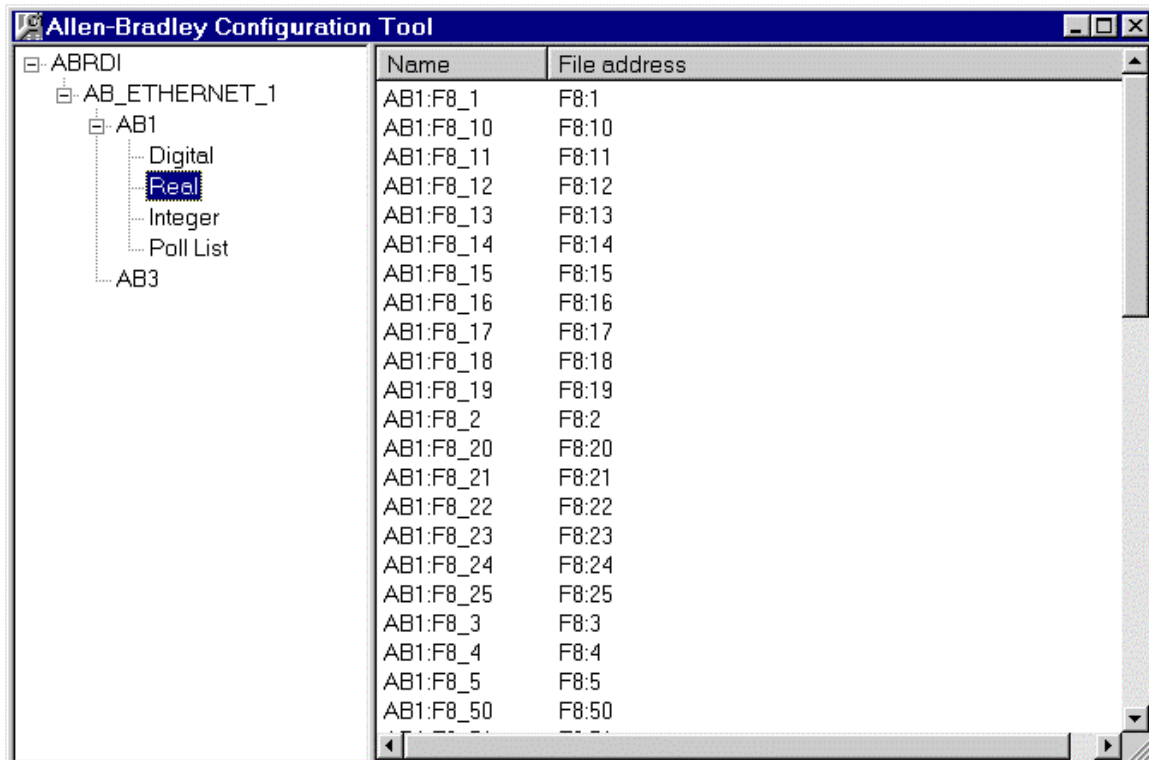 Allen-Bradley Configuration Tool
ABRDI
AB_ETHERNET_1
AB1
Digital
Real
Integer
Poll List
AB3
Name File address
AB1:F8_1 F8:1
AB1:F8_10 F8:10
AB1:F8_11 F8:11
AB1:F8_12 F8:12
AB1:F8_13 F8:13
AB1:F8_14 F8:14
AB1:F8_15 F8:15
AB1:F8_16 F8:16
AB1:F8_17 F8:17
AB1:F8_18 F8:18
AB1:F8_19 F8:19
AB1:F8_2 F8:2
AB1:F8_20 F8:20
AB1:F8_21 F8:21
AB1:F8_22 F8:22
AB1:F8_23 F8:23
AB1:F8_24 F8:24
AB1:F8_25 F8:25
AB1:F8_3 F8:3
AB1:F8_4 F8:4
AB1:F8_5 F8:5
AB1:F8_50 F8:50